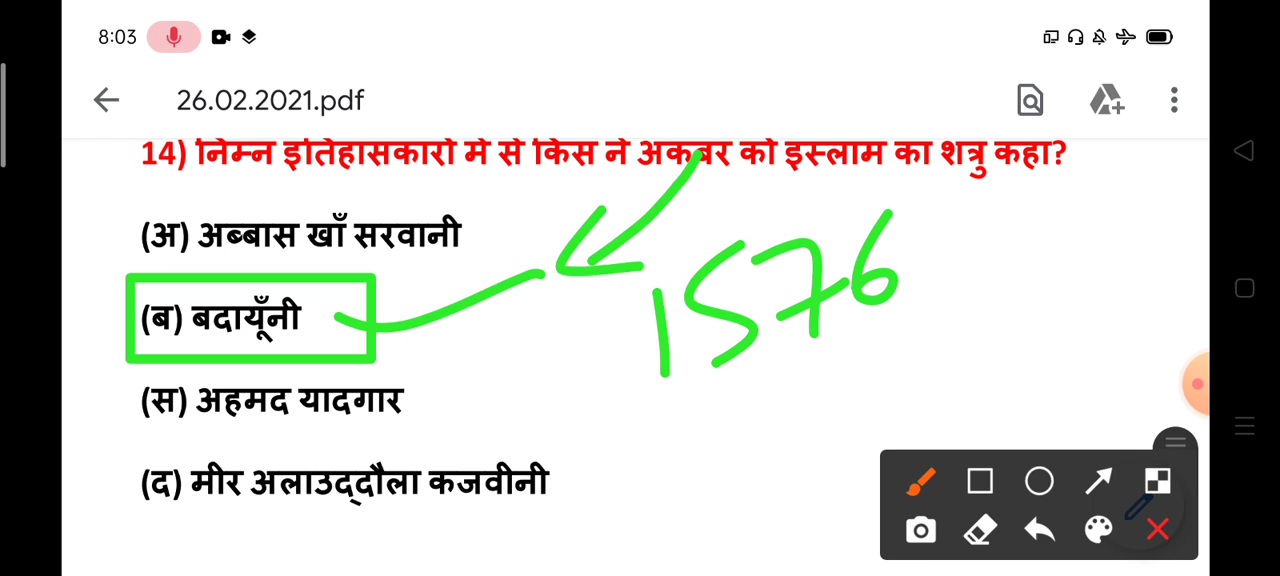 8:03
26.02.2021.pdf
14) निम्न इतिहासकारों में से किस ने अकबर को इस्लाम का शत्रु कहा?
(अ) अब्बास खाँ सरवानी
(ब) बदायूँनी
1576
(स) अहमद यादगार
(द) मीर अलाउद्दौला कजवीनी